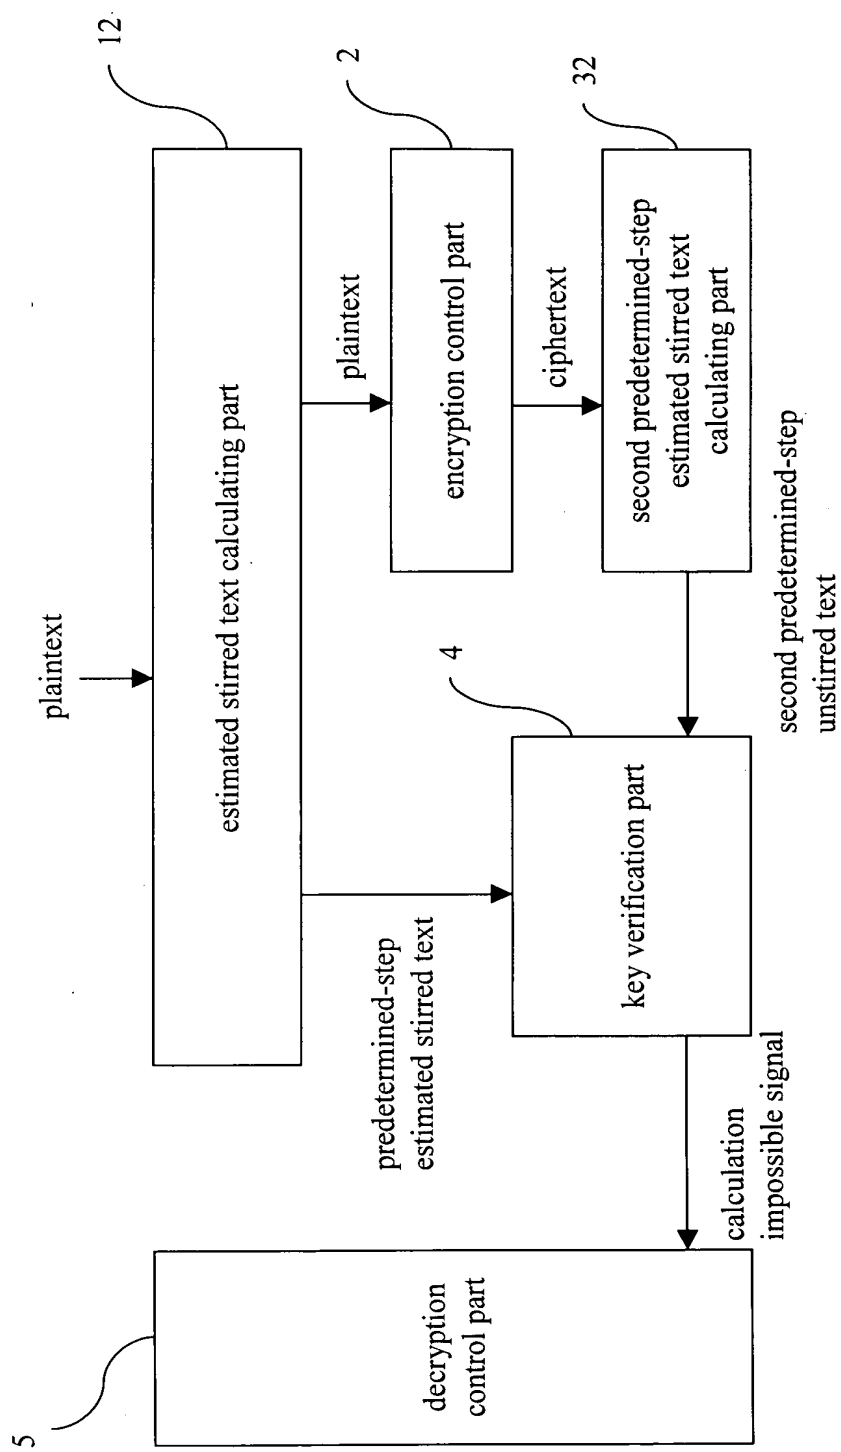 12
plaintext
estimated stirred text calculating part
2
plaintext
encryption control part
32
ciphertext
second predetermined-step
estimated stirred text
calculating part
predetermined-step
estimated stirred text
4
key verification part
second predetermined-step
unstirred text
5
decryption
control part
calculation
impossible signal